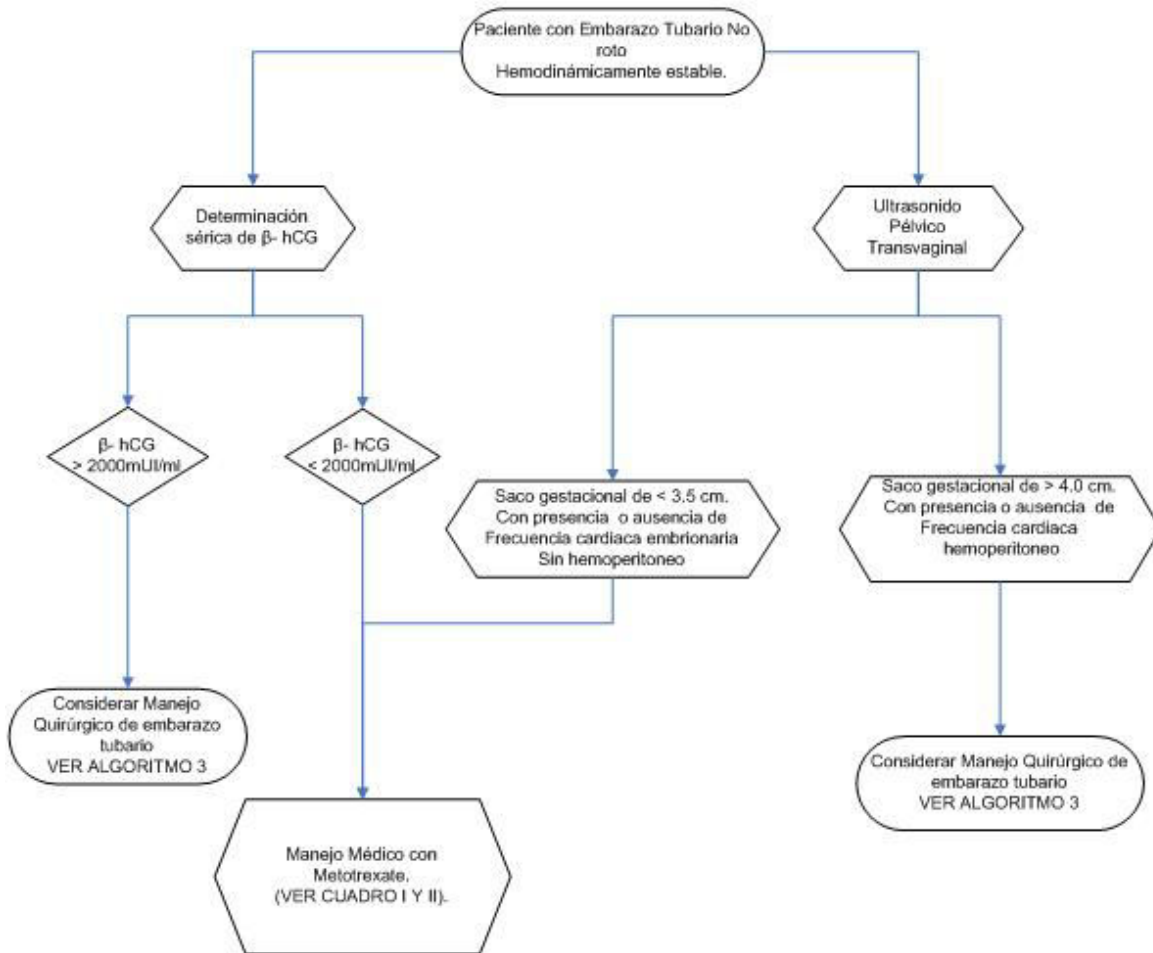 Paciente con Embarazo Tubario No
roto
Hemodinámicamente estable.
Determinación
sérica de β- hCG
Ultrasonido
Pélvico
Transvaginal
β- hCG
> 2000mUI/ml
β- hCG
< 2000mUI/ml
Saco gestacional de < 3.5 cm.
Con presencia o ausencia de
Frecuencia cardiaca embrionaria
Sin hemoperitoneo
Saco gestacional de > 4.0 cm.
Con presencia o ausencia de
Frecuencia cardiaca
hemoperitoneo
Considerar Manejo
Quirúrgico de embarazo
tubario
VER ALGORITMO 3
Manejo Médico con
Metotrexate.
(VER CUADRO I Y II).
Considerar Manejo Quirúrgico de
embarazo tubario
VER ALGORITMO 3